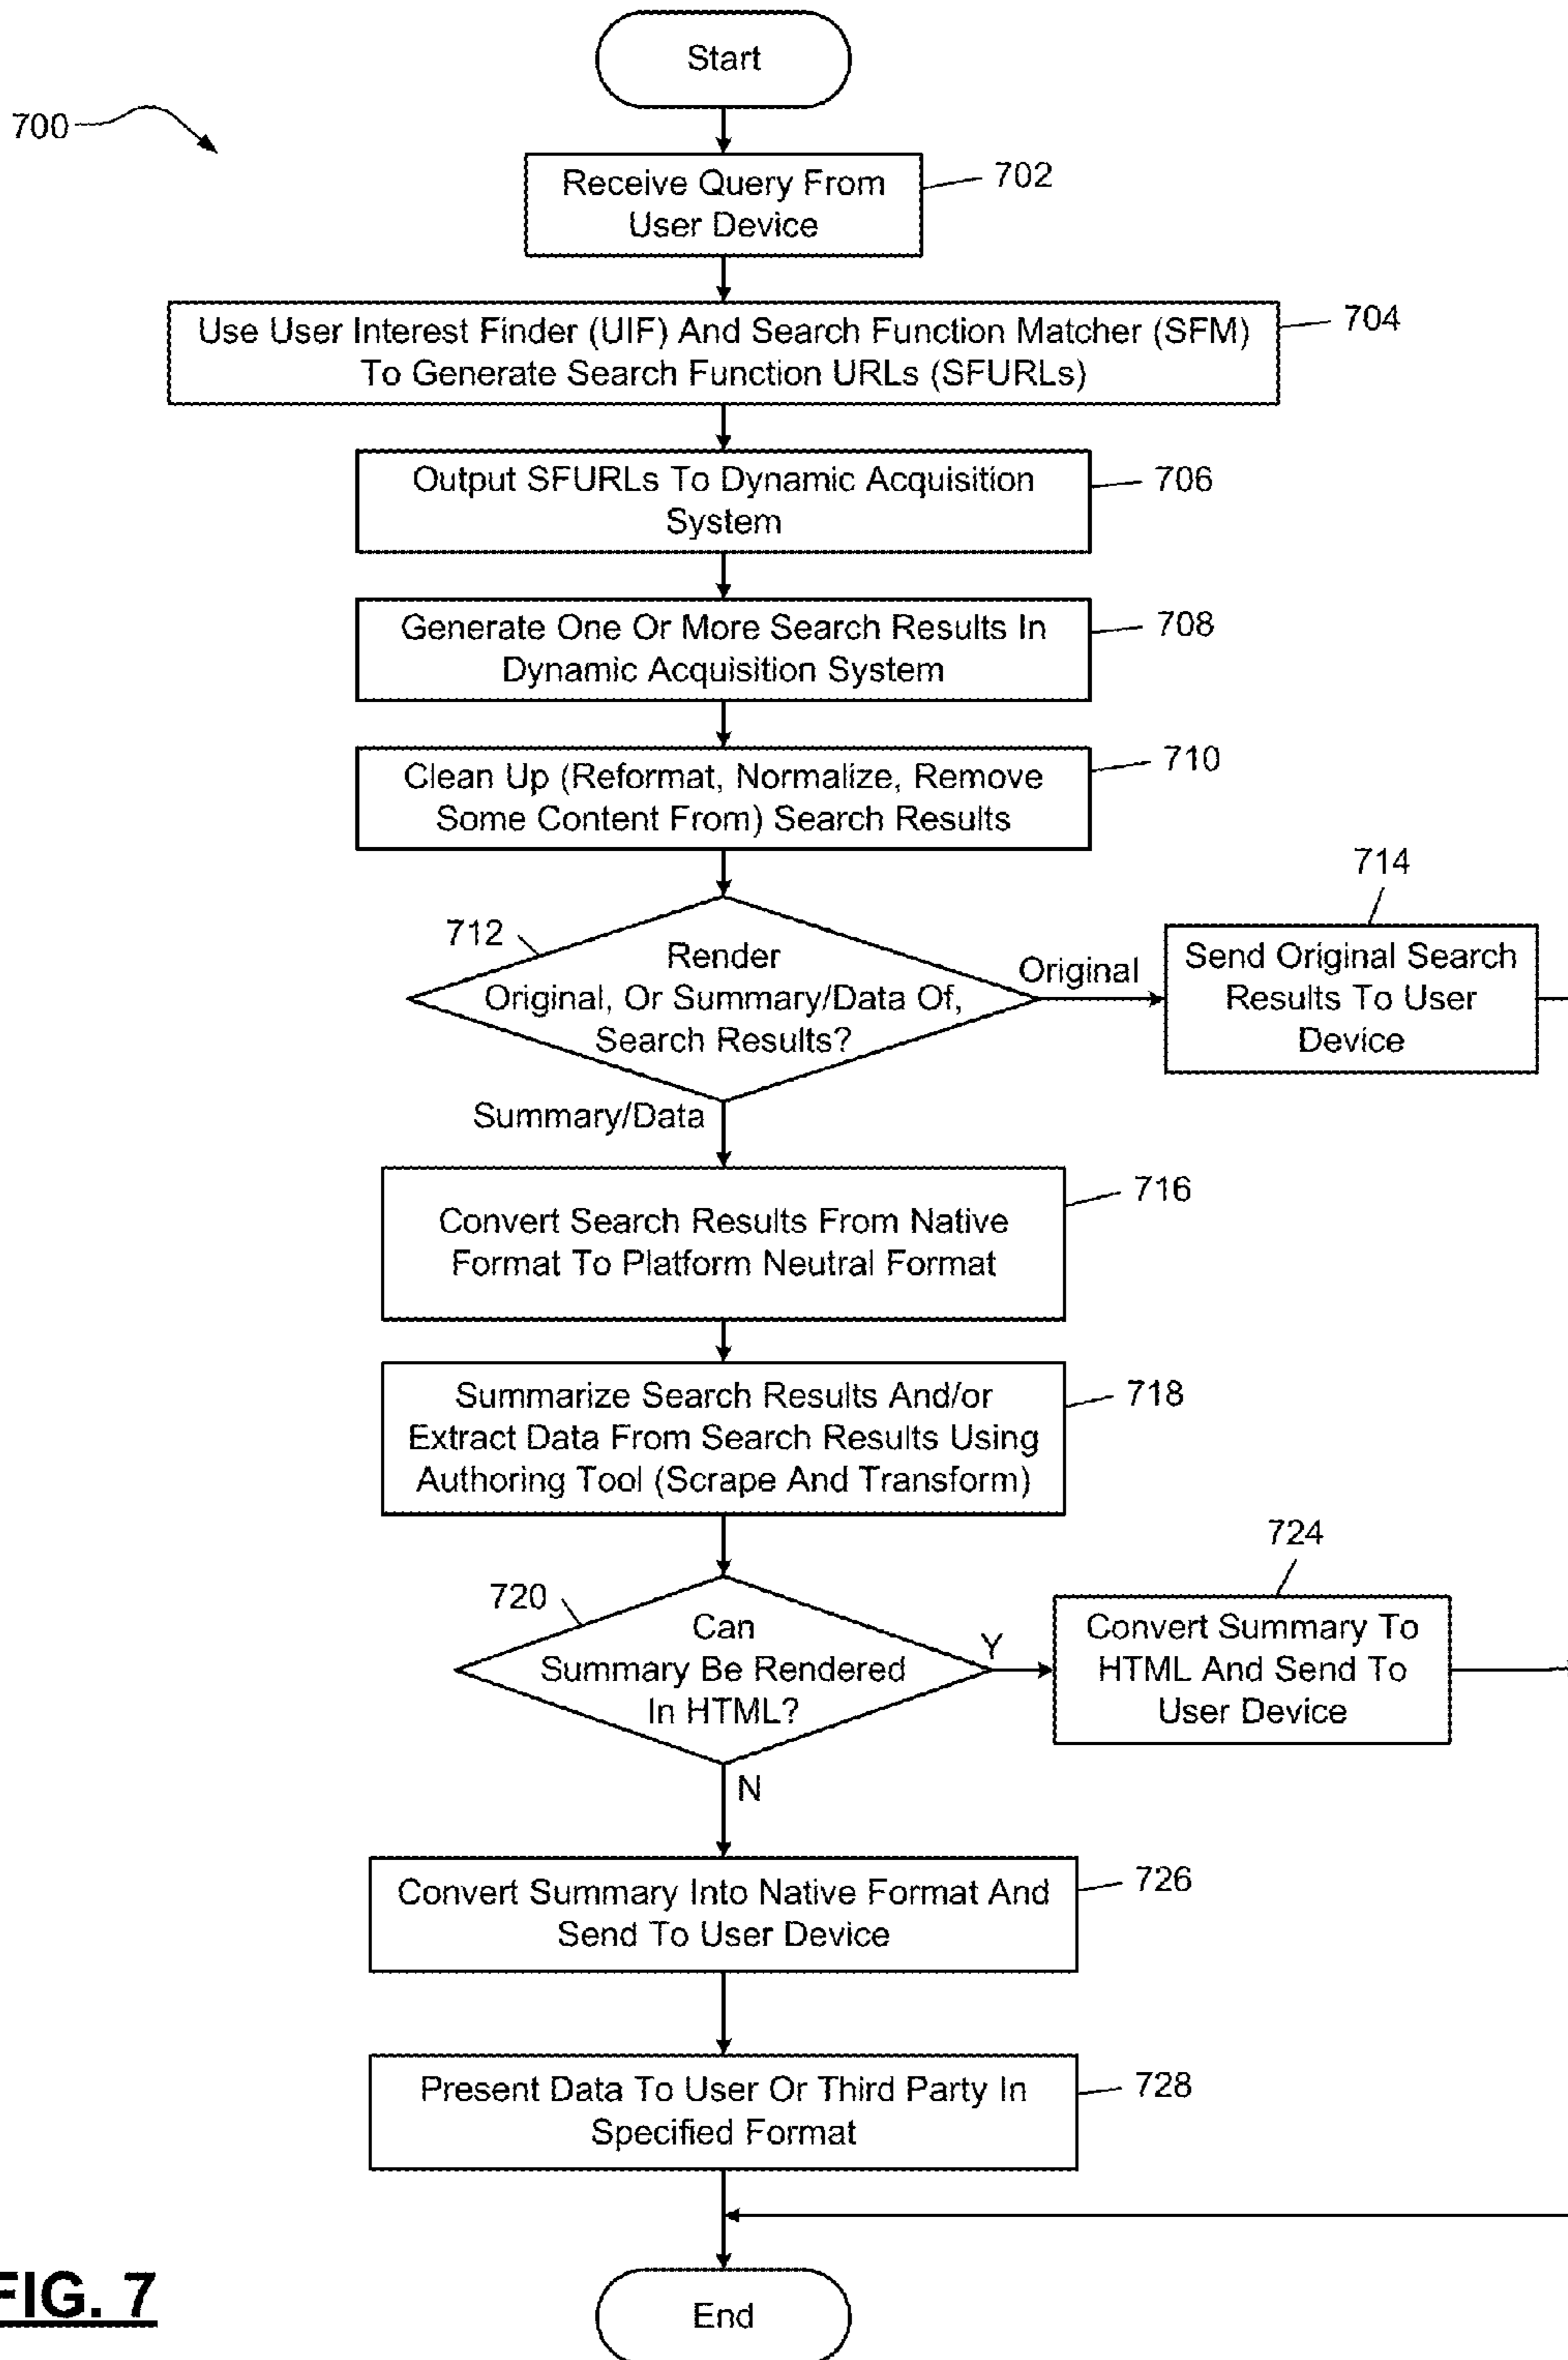 Start
700
Receive Query From
User Device
702
Use User Interest Finder (UIF) And Search Function Matcher (SFM)
To Generate Search Function URLs (SFURLs)
704
Output SFURLs To Dynamic Acquisition
System
706
Generate One Or More Search Results In
Dynamic Acquisition System
708
Clean Up (Reformat, Normalize, Remove
Some Content From) Search Results
710
712
Render
Original, Or Summary/Data Of,
Search Results?
Original
714
Send Original Search
Results To User
Device
Summary/Data
Convert Search Results From Native
Format To Platform Neutral Format
716
Summarize Search Results And/or
Extract Data From Search Results Using
Authoring Tool (Scrape And Transform)
718
720
Can
Summary Be Rendered
In HTML?
Y
724
Convert Summary To
HTML And Send To
User Device
N
Convert Summary Into Native Format And
Send To User Device
726
Present Data To User Or Third Party In
Specified Format
728
End
FIG. 7